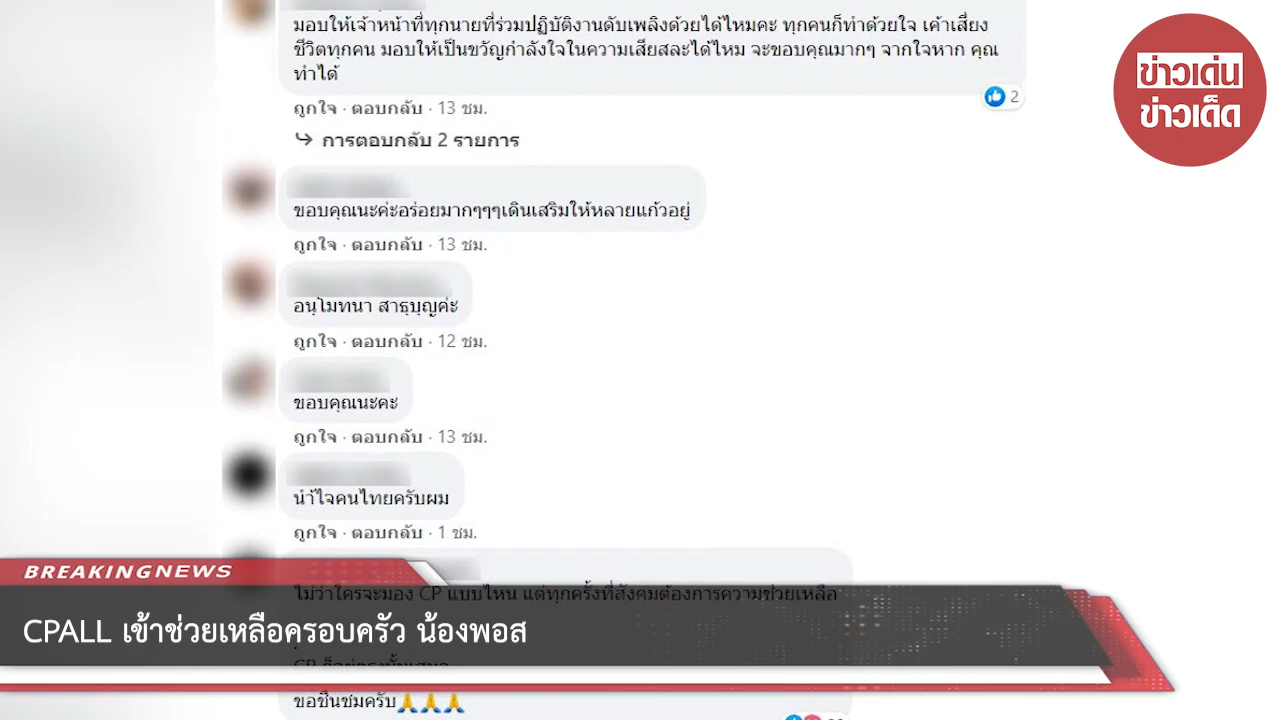 มอบให้เจ้าหน้าที่ทุกนายที่ร่วมปฏิบัติงานดับเพลิงด้วยได้ไหมคะ ทุกคนก็ทำด้วยใจ เค้าเสี่ยง
ชีวิตทุกคน มอบให้เป็นขวัญกำลังใจในความเสียสละได้ไหม จะขอบคุณมากๆ จากใจหาก คุณ
ทำได้
2
ถูกใจ · ตอบกลับ · 13 ชม.
การตอบกลับ 2 รายการ
ขอบคุณนะค่ะอร่อยมากๆๆๆเดินเสริมให้หลายแก้วอยู่
ถูกใจ · ตอบกลับ · 13 ชม.
อนุโมทนา สาธุบุญค่ะ
ถูกใจ · ตอบกลับ · 12 ชม.
ขอบคุณนะคะ
ถูกใจ · ตอบกลับ · 13 ชม.
นำ้ใจคนไทยครับผม
ถูกใจ · ตอบกลับ · 1 ชม.
ไม่ว่าใครจะมอง CP แบบไหน แต่ทุกครั้งที่สังคมต้องการความช่วยเหลือ
ขอชื่นชมครับ🙏🙏🙏
ข่าวเด่น
ข่าวเด็ด
BREAKINGNEWS
CPALL เข้าช่วยเหลือครอบครัว น้องพอส